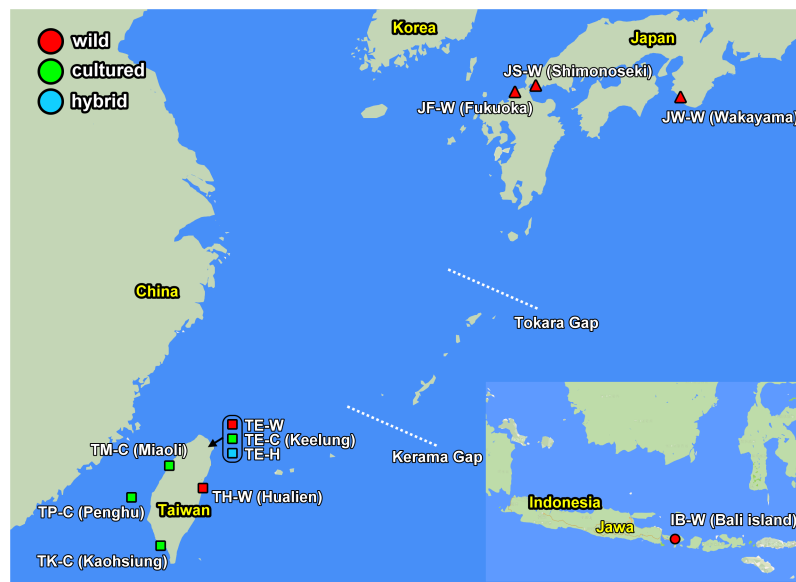 wild
cultured
hybrid
Korea
Japan
JS-W (Shimonoseki)
JF-W (Fukuoka)
JW-W (Wakayama)
China
Tokara Gap
TE-W
TE-C (Keelung)
TE-H
TM-C (Miaoli)
Kerama Gap
TH-W (Hualien)
TP-C (Penghu)
Taiwan
TK-C (Kaohsiung)
Indonesia
Jawa
IB-W (Bali island)